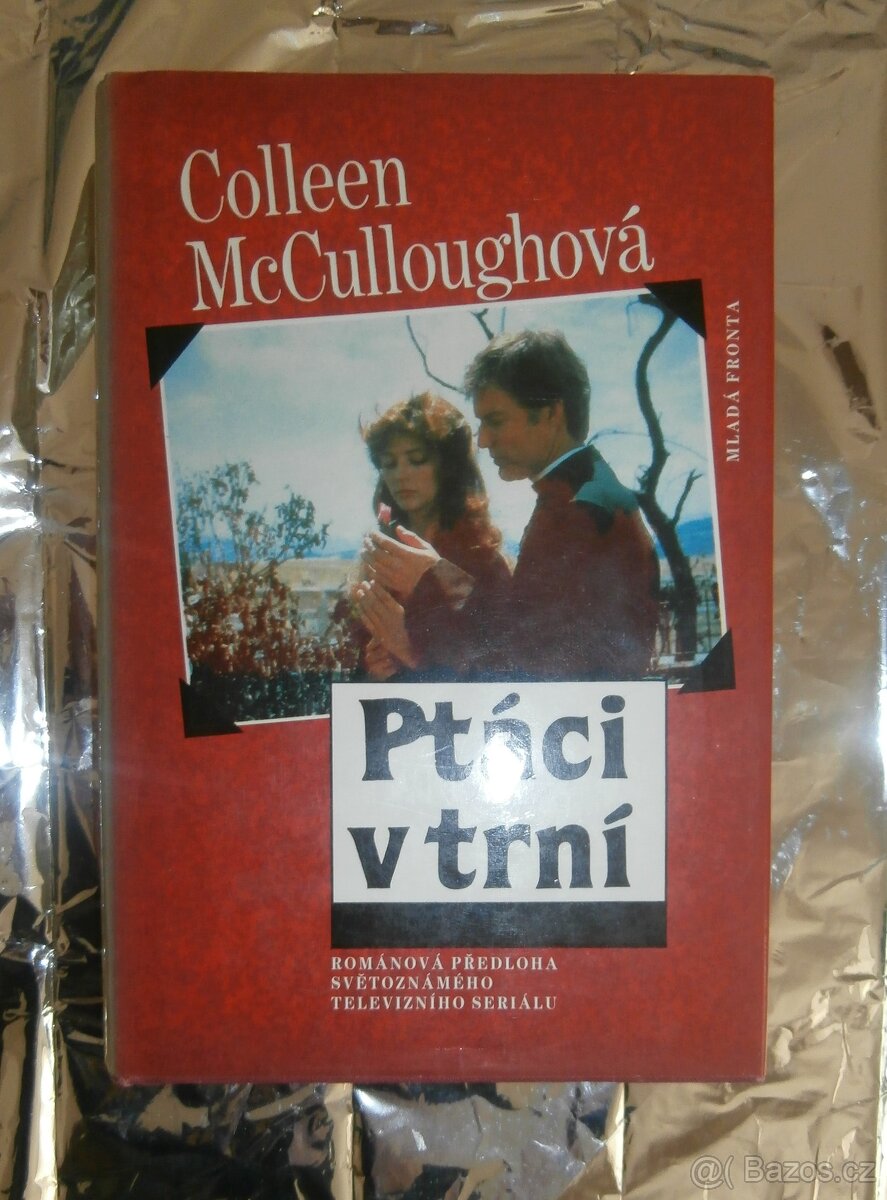 Colleen
McCulloughová
MLADÁ FRONTA
Ptáci
v trní
ROMÁNOVÁ PŘEDLOHA
SVĚTOZNÁMÉHO
TELEVIZNÍHO SERIÁLU
@( Bazos.cz